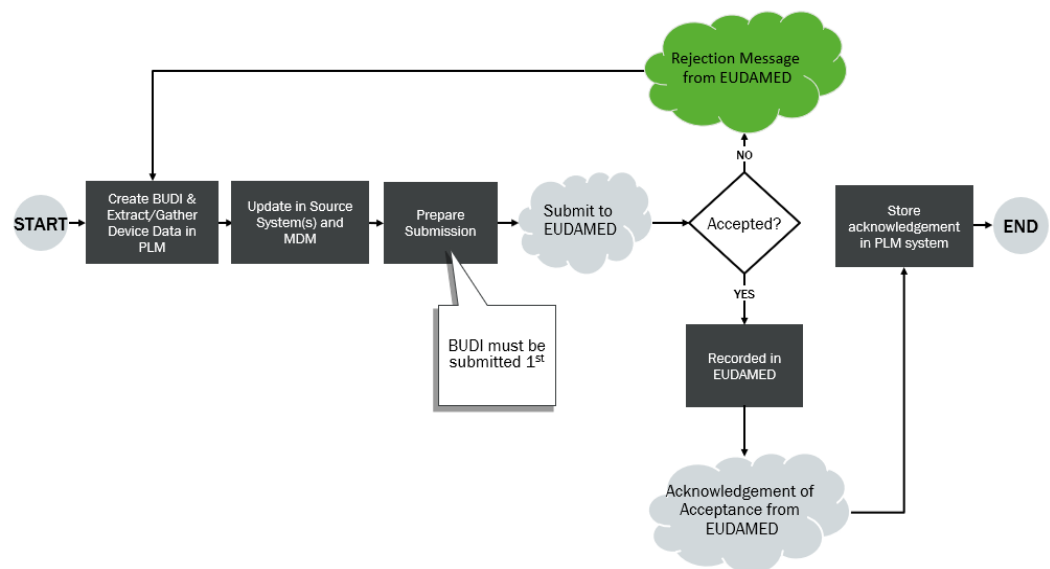 Rejection Message
from EUDAMED
NO
START
Create BUDI &
Extract/Gather
Device Data in
PLM
Update in Source
System(s) and
MDM
Prepare
Submission
Submit to
EUDAMED
Accepted?
Store
acknowledgement
in PLM system
END
YES
BUDI must be
submitted 1st
Recorded in
EUDAMED
Acknowledgement of
Acceptance from
EUDAMED